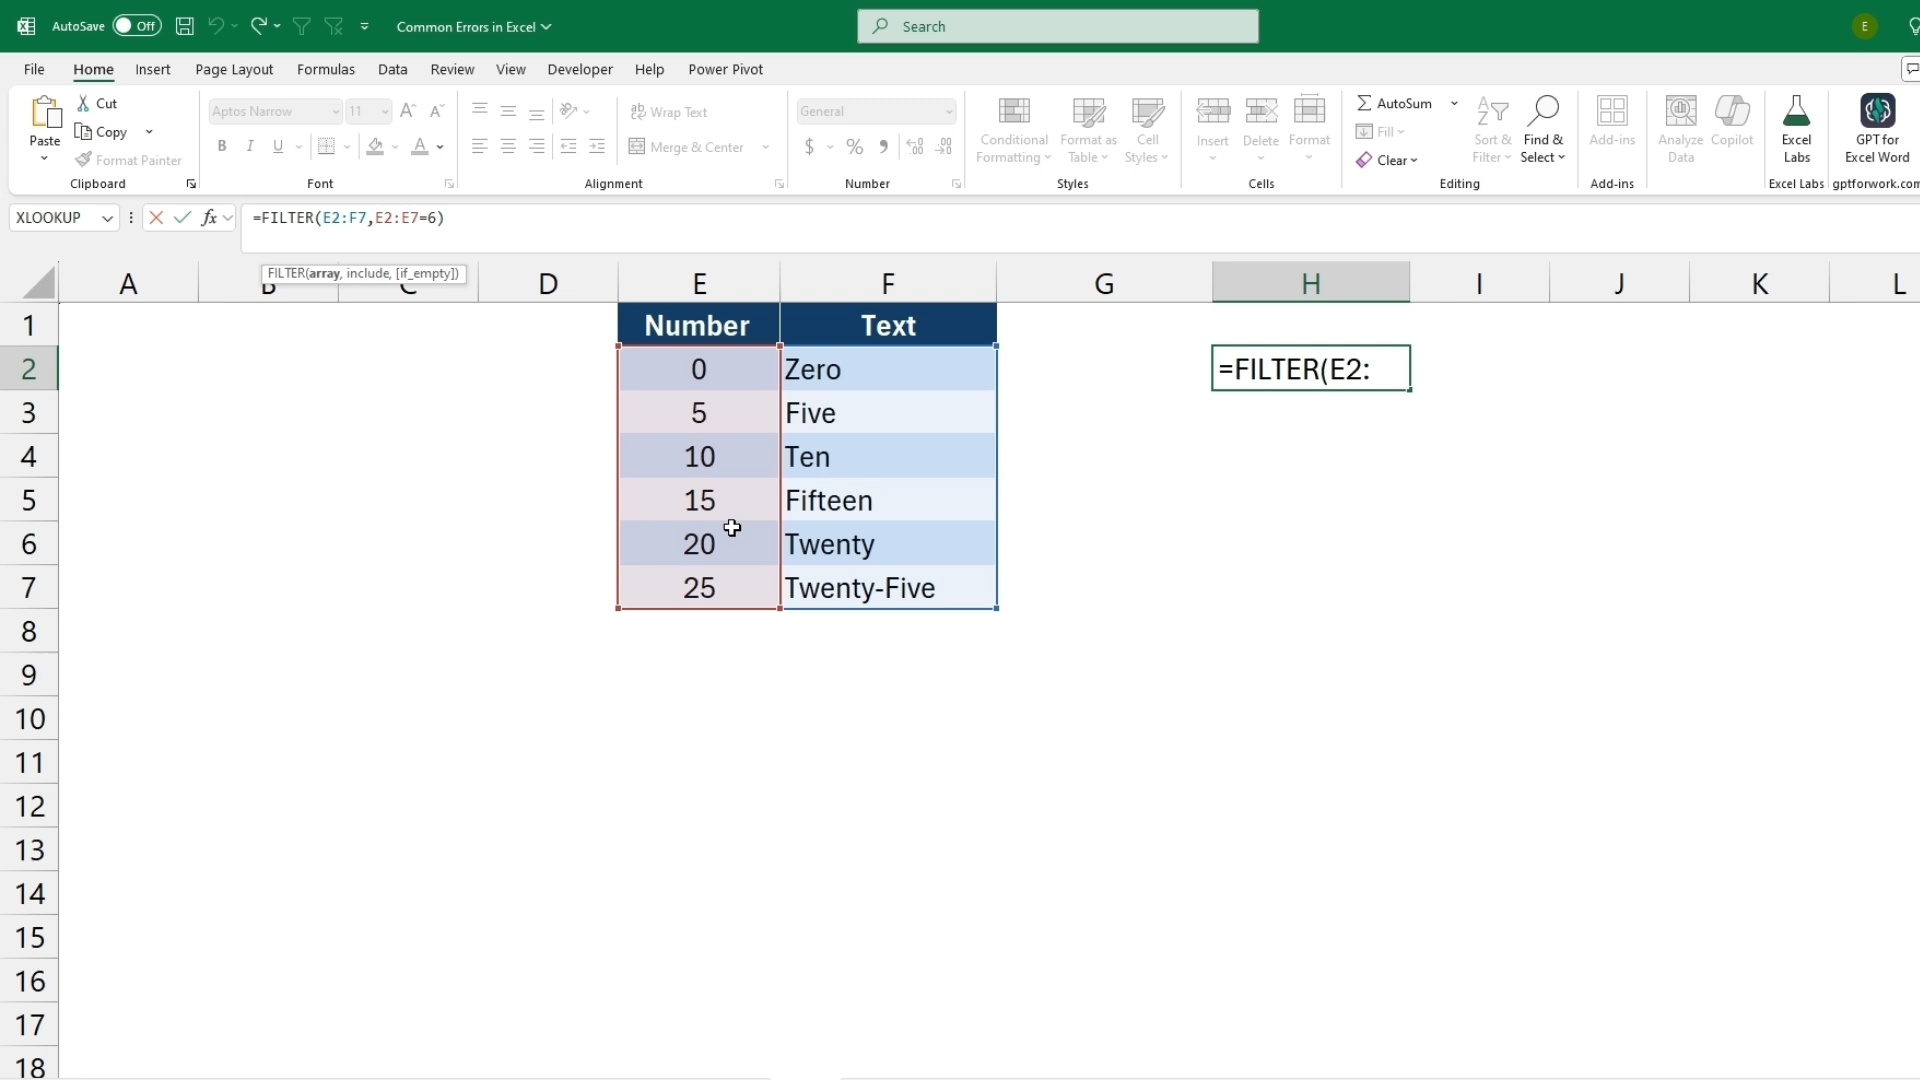 AutoSave Off Common Errors in Excel Search E
File Home Insert Page Layout Formulas Data Review View Developer Help Power Pivot
Paste Cut Copy Format Painter
Clipboard
Aptos Narrow 11 A A
B I U A
Font
ab Wrap Text
Merge & Center
Alignment
General
$ % 9
Number
Conditional Formatting Format as Table Cell Styles
Styles
Insert Delete Format
Cells
AutoSum Fill Clear
Sort & Filter Find & Select
Editing
Add-ins
Add-ins
Analyze Data Copilot
Excel Labs
Excel Labs
GPT for Excel Word
gptforwork.com
XLOOKUP fx =FILTER(E2:F7,E2:E7=6)
FILTER(array, include, [if_empty])
A B C D E F G H I J K L
1 Number Text
2 0 Zero =FILTER(E2:
3 5 Five
4 10 Ten
5 15 Fifteen
6 20 Twenty
7 25 Twenty-Five
8
9
10
11
12
13
14
15
16
17
18